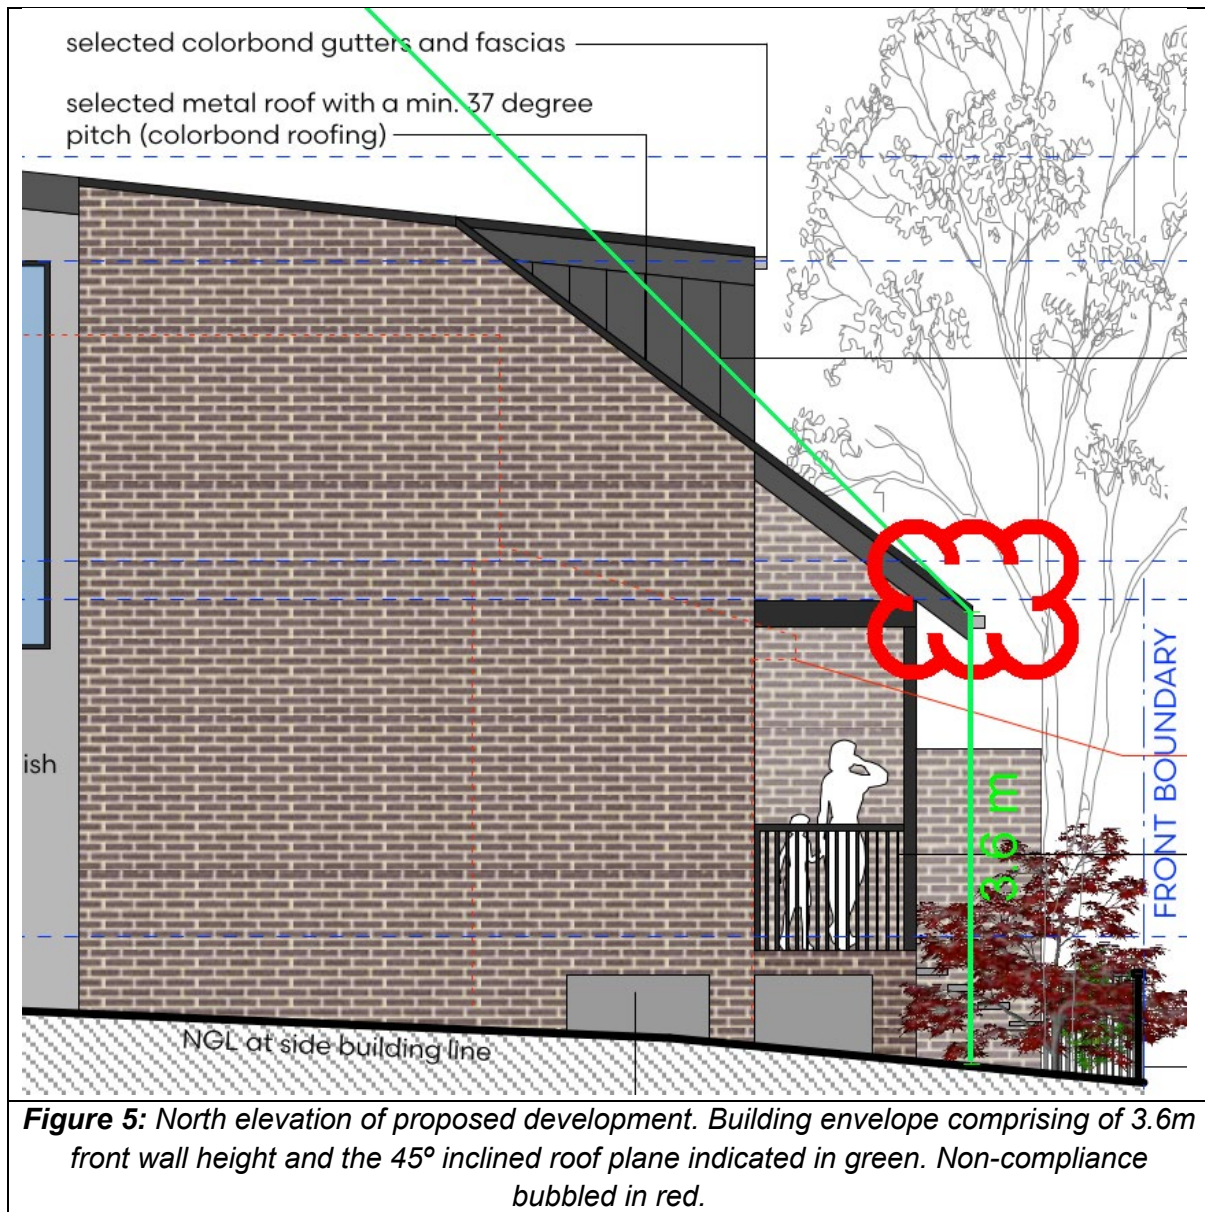 selected colorbond gutters and fascias
selected metal roof with a min. 37 degree
pitch (colorbond roofing)
ish
3.6 m
FRONT BOUNDARY
NGL at side building line
Figure 5: North elevation of proposed development. Building envelope comprising of 3.6m
front wall height and the 45º inclined roof plane indicated in green. Non-compliance
bubbled in red.